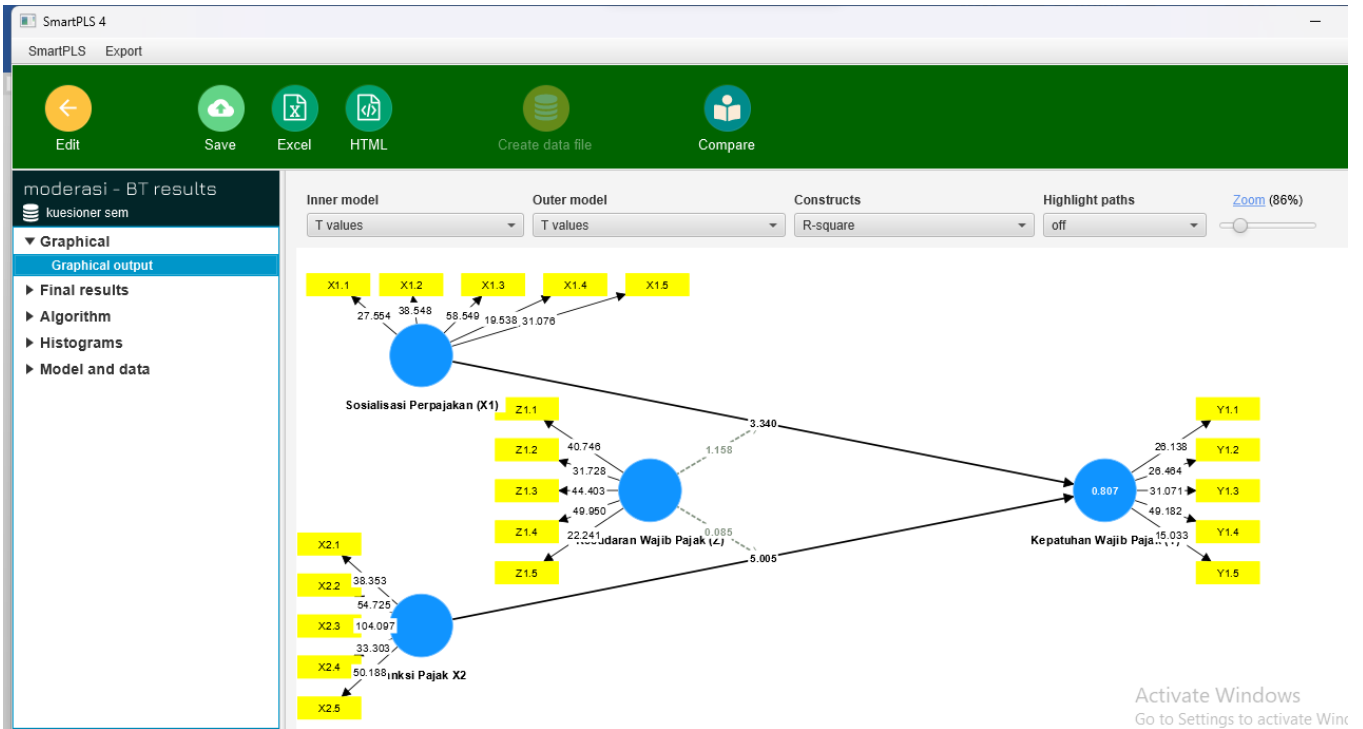 SmartPLS 4
SmartPLS Export
Edit
Save
Excel
HTML
Create data file
Compare
moderasi - BT results
kuesioner sem
Graphical
Graphical output
Final results
Algorithm
Histograms
Model and data
Inner model
T values
Outer model
T values
Constructs
R-square
Highlight paths
off
Zoom (86%)
X1.1 X1.2 X1.3 X1.4 X1.5
27.554 38.548 58.549 19.538 31.076
Sosialisasi Perpajakan (X1)
3.340
1.158
Z1.1
Z1.2
Z1.3
Z1.4
Z1.5
40.746
31.728
44.403
49.950
22.241
Wajib Pajak (Z)
0.085
5.005
0.807
Kepatuhan Wajib
26.138
26.464
31.071
49.182
15.033
Y1.1
Y1.2
Y1.3
Y1.4
Y1.5
X2.1
X2.2
X2.3
X2.4
X2.5
38.353
54.725
104.097
33.303
50.188
Pajak X2
Activate Windows
Go to Settings to activate